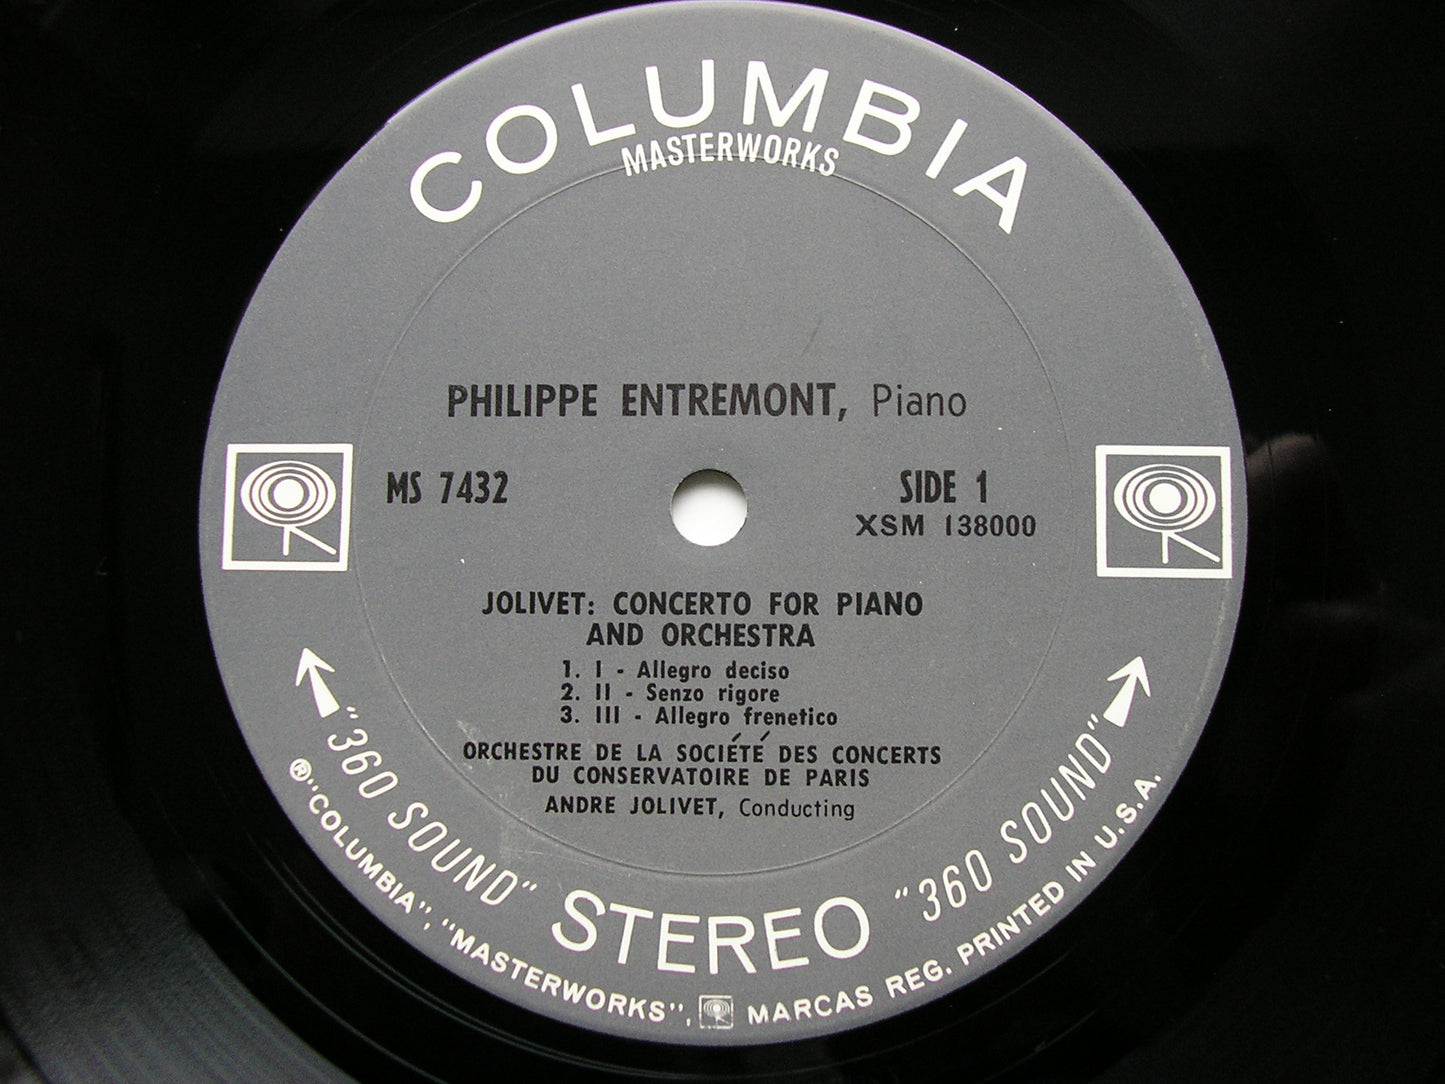 COLUMBIA
MASTERWORKS
PHILIPPE ENTREMONT, Piano
MS 7432
SIDE 1
XSM 138000
JOLIVET: CONCERTO FOR PIANO
AND ORCHESTRA
1. I - Allegro deciso
2. II - Senzo rigore
3. III - Allegro frenetico
ORCHESTRE DE LA SOCIÉTÉ DES CONCERTS
DU CONSERVATOIRE DE PARIS
ANDRE JOLIVET, Conducting
"360 SOUND" STEREO "360 SOUND"
®"COLUMBIA", "MASTERWORKS", MARCAS REG. PRINTED IN U.S.A.